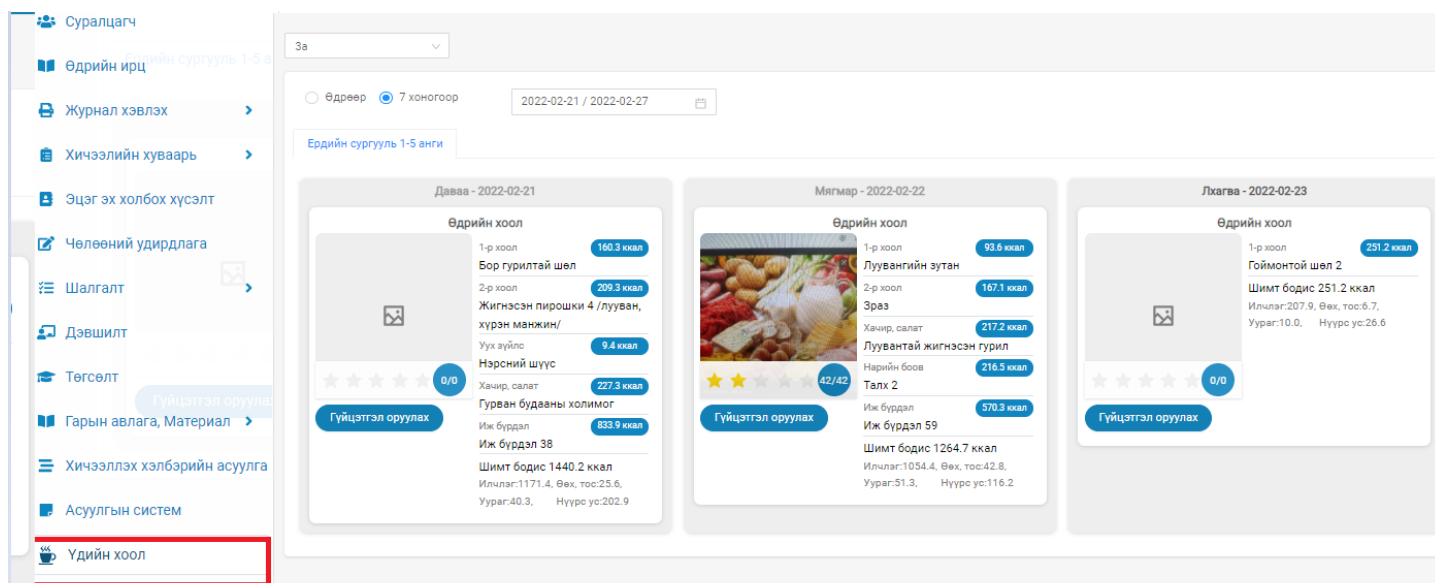 Суралцагч
Өдрийн ирц
Журнал хэвлэх
Хичээлийн хуваарь
Эцэг эх холбох хүсэлт
Чөлөөний удирдлага
Шалгалт
Дэвшилт
Төгсөлт
Гарын авлага, Материал
Хичээллэх хэлбэрийн асуулга
Асуулгын систем
Үдийн хоол
3а
Өдрөөр 7 хоногоор 2022-02-21 / 2022-02-27
Ердийн сургууль 1-5 анги
Даваа - 2022-02-21
Өдрийн хоол
1-р хоол 160.3 ккал
Бор гурилтай шөл
2-р хоол 209.3 ккал
Жигнэсэн пирошки 4 /лууван,
хүрэн манжин/
Уух зүйлс 9.4 ккал
Нэрсний шүүс
Хачир, салат 227.3 ккал
Гурван будааны холимог
Иж бүрдэл 833.9 ккал
Иж бүрдэл 38
Шимт бодис 1440.2 ккал
Илчлэг:1171.4, Өөх, тос:25.6,
Уураг:40.3, Нүүрс ус:202.9
0/0
Гүйцэтгэл оруулах
Мягмар - 2022-02-22
Өдрийн хоол
1-р хоол 93.6 ккал
Луувангийн зутан
2-р хоол 167.1 ккал
Зраз
Хачир, салат 217.2 ккал
Луувантай жигнэсэн гурил
Нарийн боов 216.5 ккал
Талх 2
Иж бүрдэл 570.3 ккал
Иж бүрдэл 59
Шимт бодис 1264.7 ккал
Илчлэг:1054.4, Өөх, тос:42.8,
Уураг:51.3, Нүүрс ус:116.2
42/42
Гүйцэтгэл оруулах
Лхагва - 2022-02-23
Өдрийн хоол
1-р хоол 251.2 ккал
Гоймонтой шөл 2
Шимт бодис 251.2 ккал
Илчлэг:207.9, Өөх, тос:6.7,
Уураг:10.0, Нүүрс ус:26.6
0/0
Гүйцэтгэл оруулах